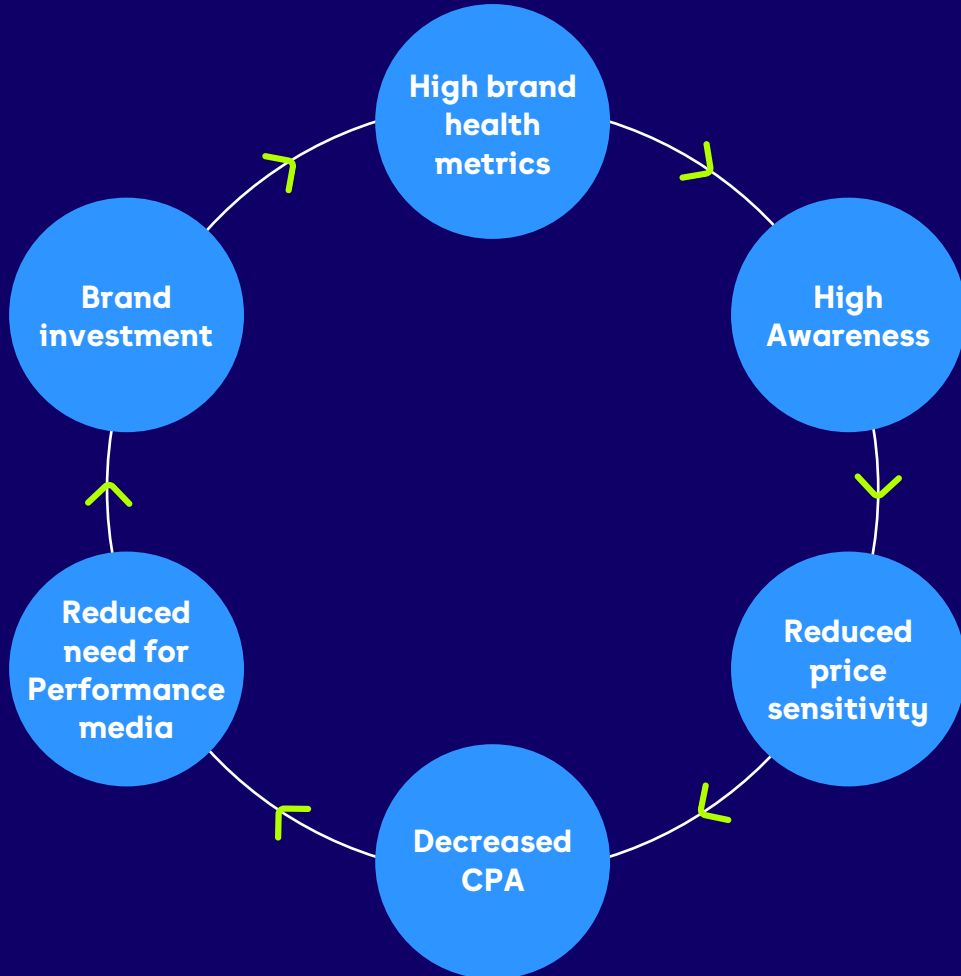 High brand
health
metrics
High
Awareness
Reduced
price
sensitivity
Decreased
CPA
Reduced
need for
Performance
media
Brand
investment